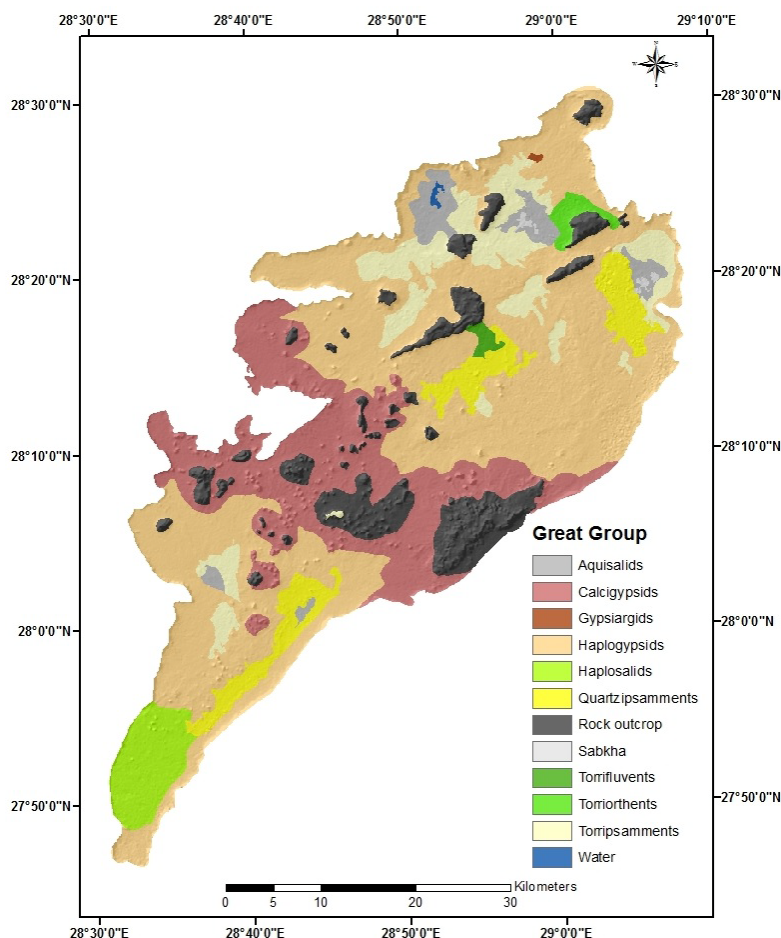 28°30'0"E 28°40'0"E 28°50'0"E 29°0'0"E 29°10'0"E
N
28°30'0"N 28°30'0"N
28°20'0"N 28°20'0"N
28°10'0"N 28°10'0"N
Great Group
Aquisalids
Calcigypsids
Gypsiargids
28°0'0"N 28°0'0"N
Haplogypsids
Haplosalids
Quartzipsamments
Rock outcrop
Sabkha
Torrifluvents
27°50'0"N 27°50'0"N
Torriorthents
Torripsamments
Water
Kilometers
0 5 10 20 30
28°30'0"E 28°40'0"E 28°50'0"E 29°0'0"E